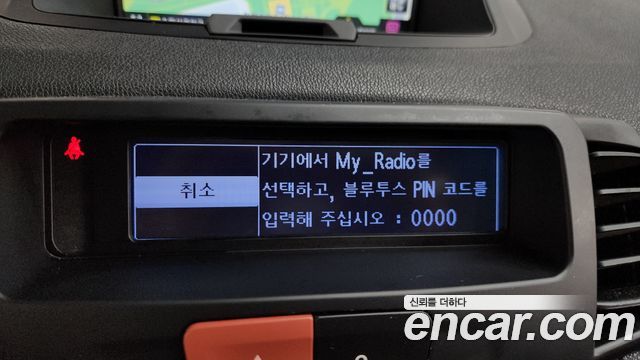 기기에서 My_Radio를
취소
선택하고, 블루투스 PIN 코드를
입력해 주십시오 : 0000
신뢰를 더하다
encar.com